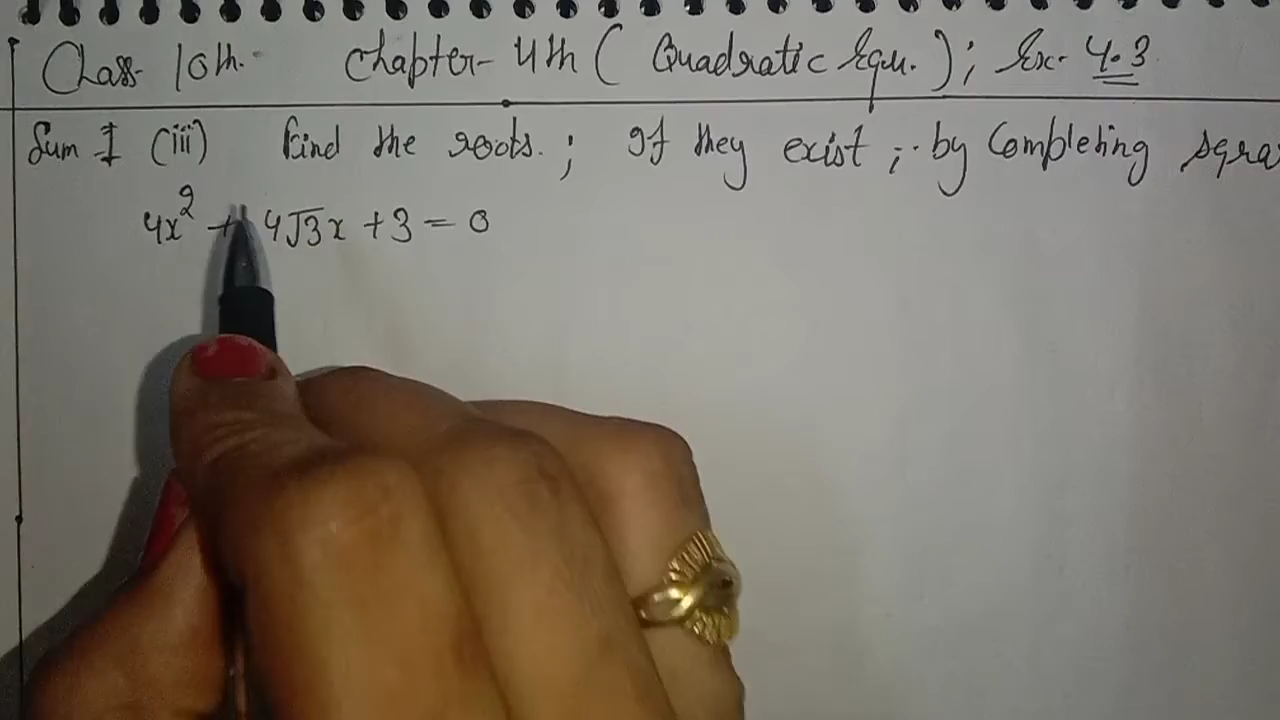 Class 10th. Chapter-4th ( Quadratic Equ. ) ; Ex- 4.3
Sum I (iii) find the roots. ; If they exist ; by Completing sqra
4x² + 4√3x + 3 = 0